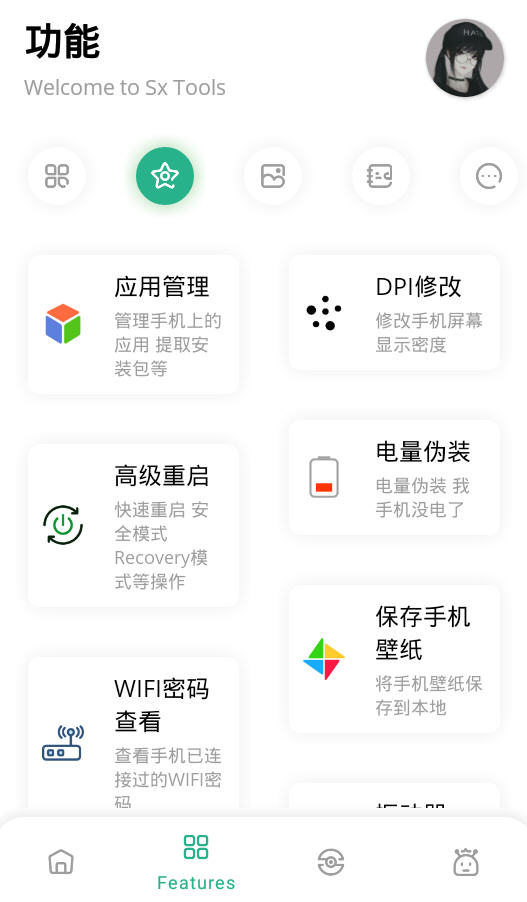 功能
Welcome to Sx Tools
应用管理
管理手机上的
应用 提取安
装包等
DPI修改
修改手机屏幕
显示密度
高级重启
快速重启 安
全模式
Recovery模
式等操作
电量伪装
电量伪装 我
手机没电了
保存手机
壁纸
将手机壁纸保
存到本地
WIFI密码
查看
查看手机已连
接过的WIFI密
码
Features